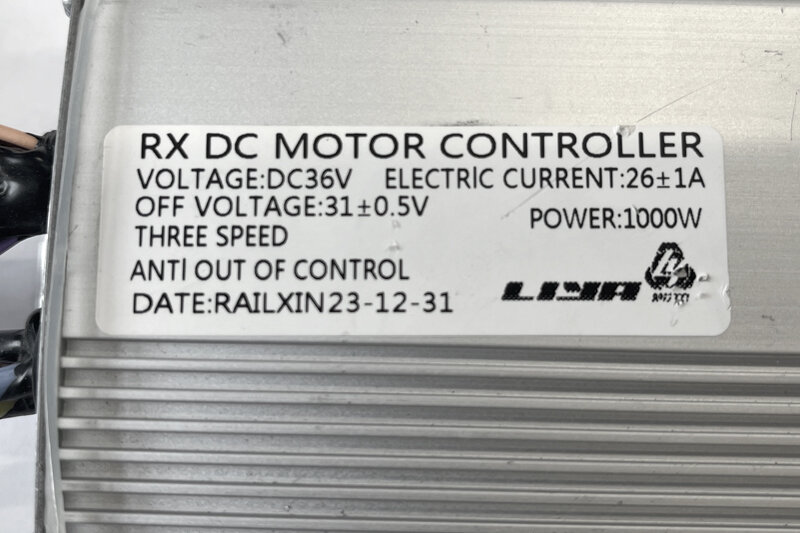 RX DC MOTOR CONTROLLER
VOLTAGE:DC36V ELECTRIC CURRENT:26±1A
OFF VOLTAGE:31±0.5V
POWER:1000W
THREE SPEED
ANTI OUT OF CONTROL
DATE:RAILXIN23-12-31